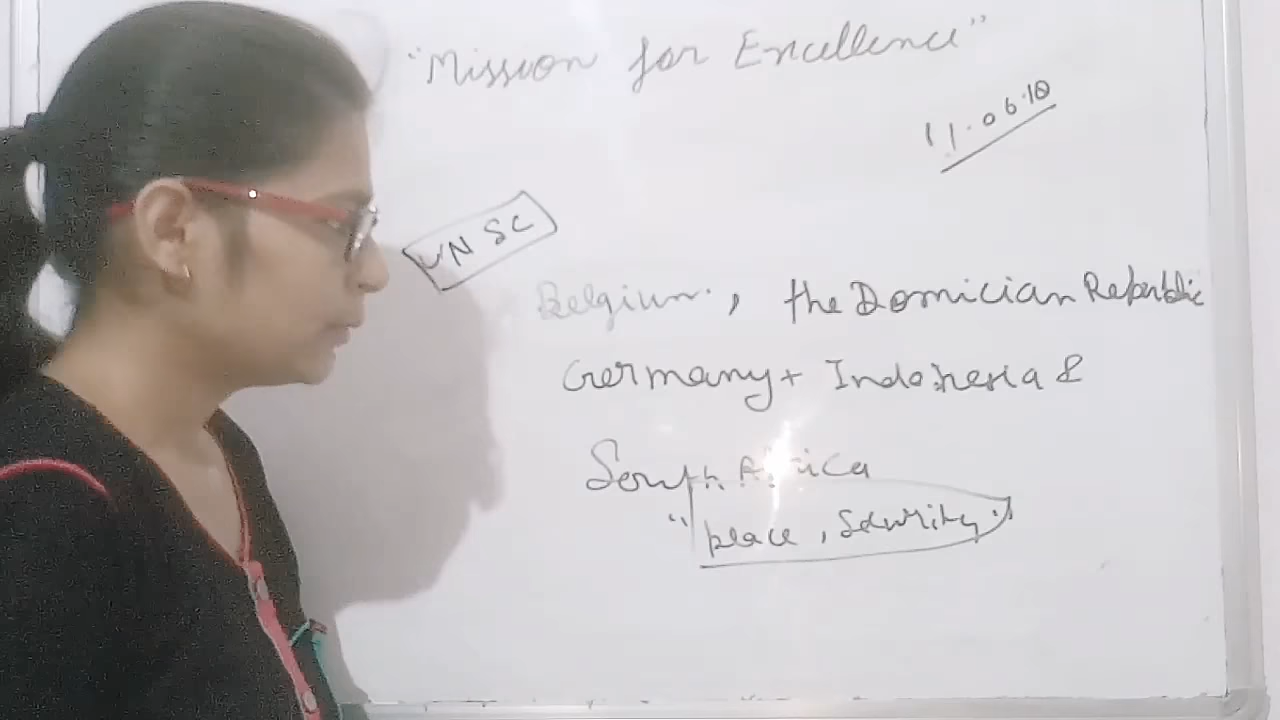 "Mission for Excellence"
11.06.18
UNSC
Belgium, the Domician Republic
Germany + Indonesia &
South Africa
"peace, Security."